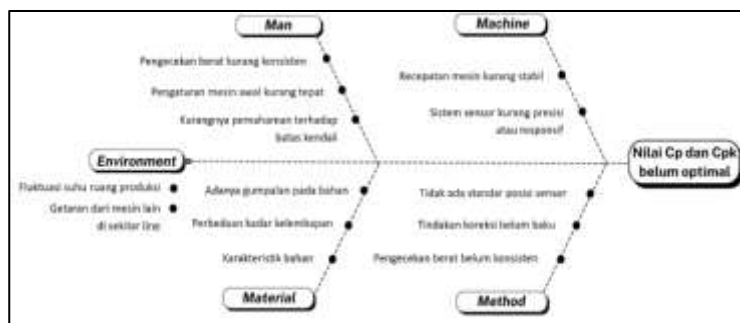 Man
Pengecekan berat kurang konsisten
Pengaturan mesin awal kurang tepat
Kurangnya pemahaman terhadap
batas kendali
Machine
Kecepatan mesin kurang stabil
Sistem sensor kurang presisi
atau responsif
Nilai Cp dan Cpk
belum optimal
Environment
Fluktuasi suhu ruang produksi
Getaran dari mesin lain
di sekitar line
Adanya gumpalan pada bahan
Perbedaan kadar kelembapan
Karakteristik bahan
Material
Tidak ada standar posisi sensor
Tindakan koreksi belum baku
Pengecekan berat belum konsisten
Method